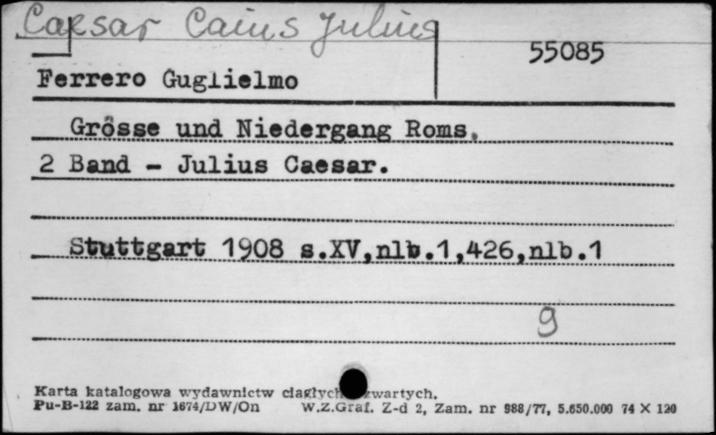 Caesar Caius Julius
55085
Ferrero Guglielmo
Grösse und Niedergang Roms.
2 Band - Julius Caesar.
Stuttgart 1908 s.XV,nlb.1,426,nlb.1
9
Karta katalogowa wydawnictw ciągłych zwartych.
Pu-B-122 zam. nr 1674/DW/On W.Z.Graf. Z-d 2, Zam. nr 988/77, 5.650.000 74 X 120